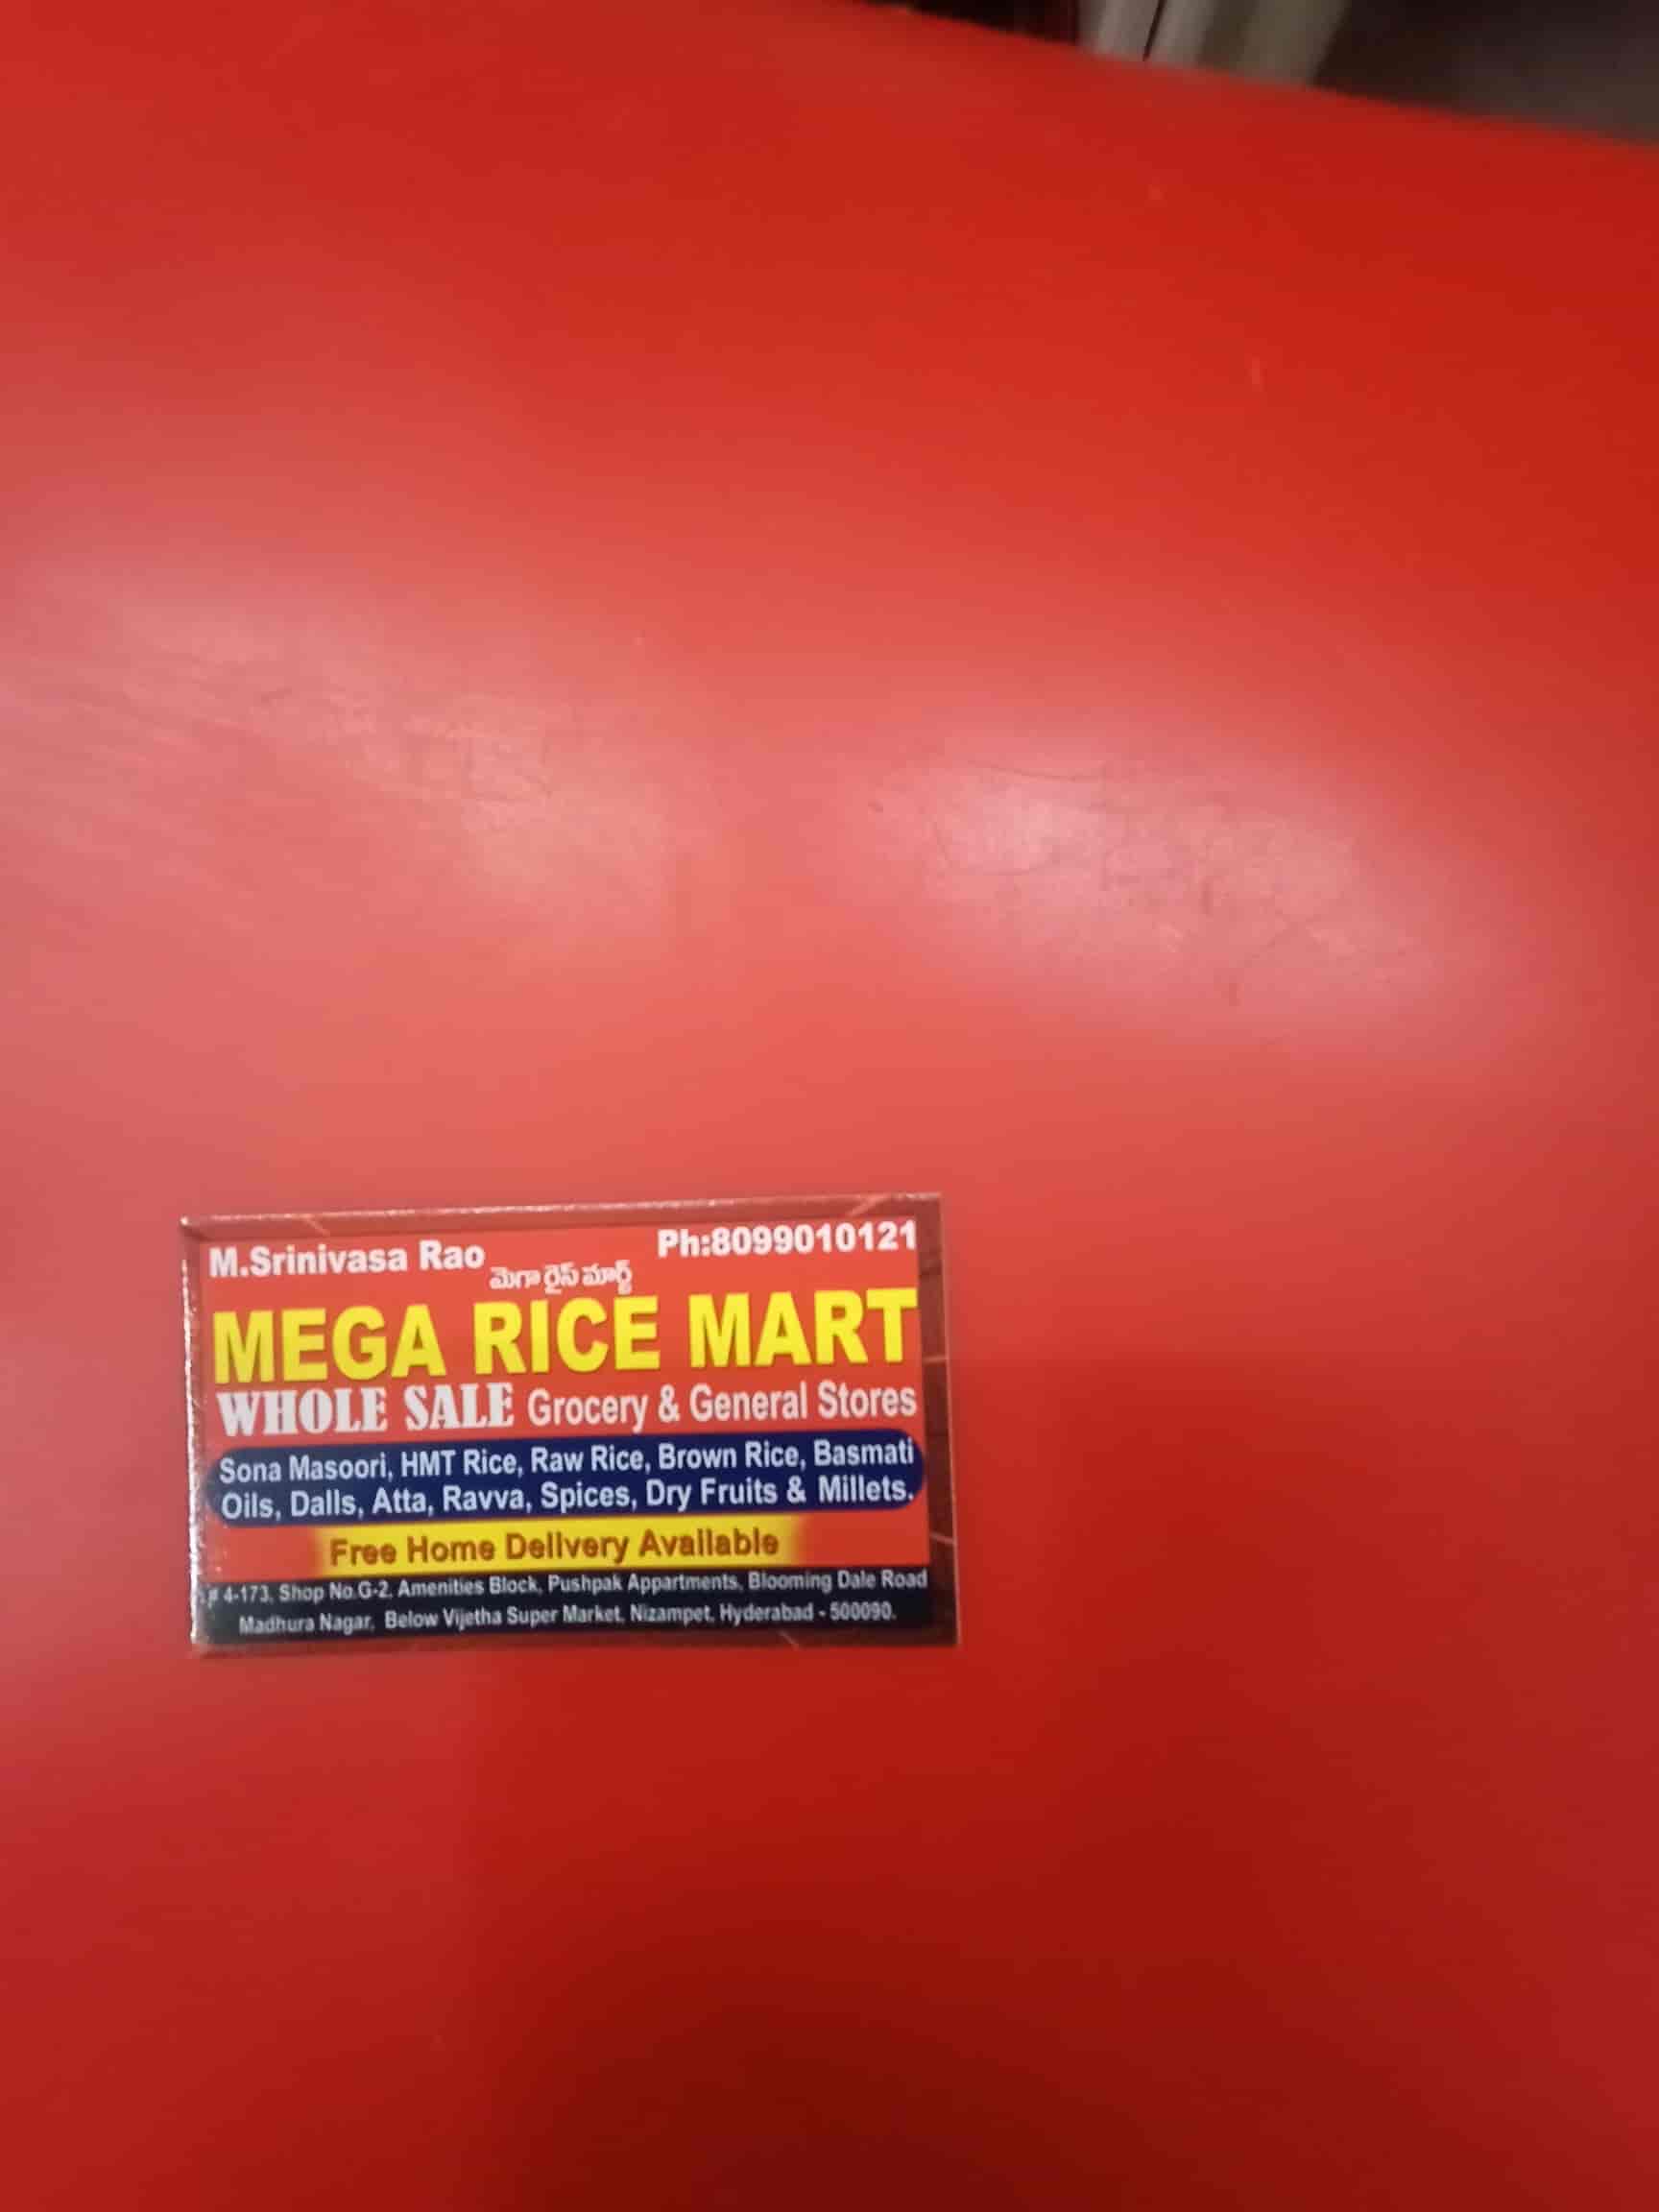 M.Srinivasa Rao
Ph:8099010121
మెగా రైస్ మార్ట్
MEGA RICE MART
WHOLE SALE Grocery & General Stores
Sona Masoori, HMT Rice, Raw Rice, Brown Rice, Basmati
Oils, Dalls, Atta, Ravva, Spices, Dry Fruits & Millets.
Free Home Delivery Available
# 4-173, Shop No.G-2, Amenities Block, Pushpak Appartments, Blooming Dale Road
Madhura Nagar, Below Vijetha Super Market, Nizampet, Hyderabad - 500090.